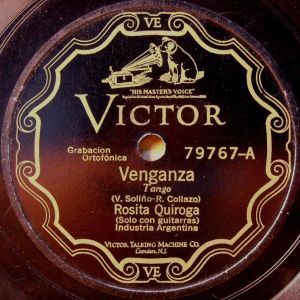 VE
"HIS MASTER'S VOICE"
VICTOR
Grabacion
Ortofónica
79767-A
Venganza
Tango
(V. Soliño-R. Collazo)
Rosita Quiroga
(Solo con guitarras)
Industria Argentina
VICTOR TALKING MACHINE CO.
Camden, N.J.
VE